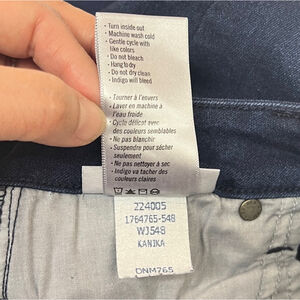 • Turn inside out
• Machine wash cold
• Gentle cycle with
like colors
• Do not bleach
• Hang to dry
• Do not dry clean
• Indigo will bleed
• Tourner à l'envers
• Laver en machine à
l'eau froide
• Cycle délicat avec
des couleurs semblables
• Ne pas blanchir
• Suspendre pour sécher
seulement
• Ne pas nettoyer à sec
• Indigo va tacher des
couleurs claires
224005
1764765-548
WJ548
KANIKA
DNM765